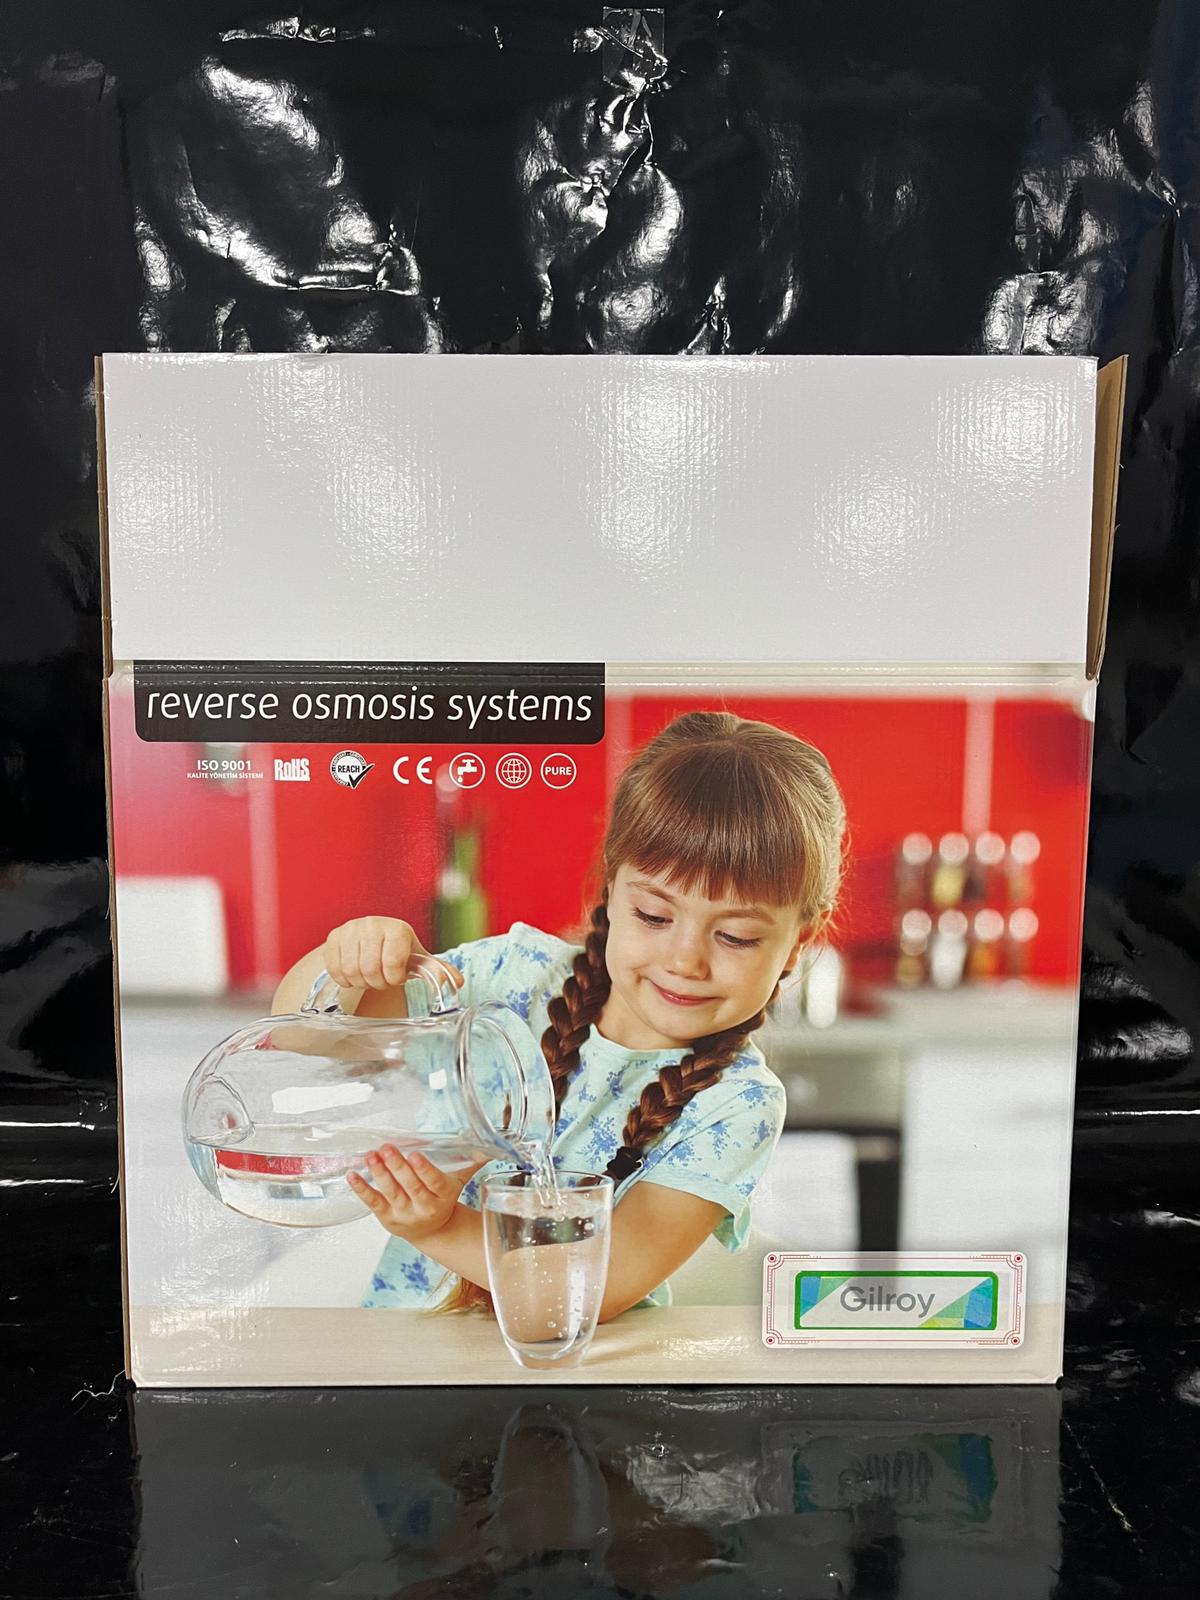 reverse osmosis systems
ISO 9001
KALİTE YÖNETİM SİSTEMİ
RoHS
REACH
CE
PURE
Gilroy